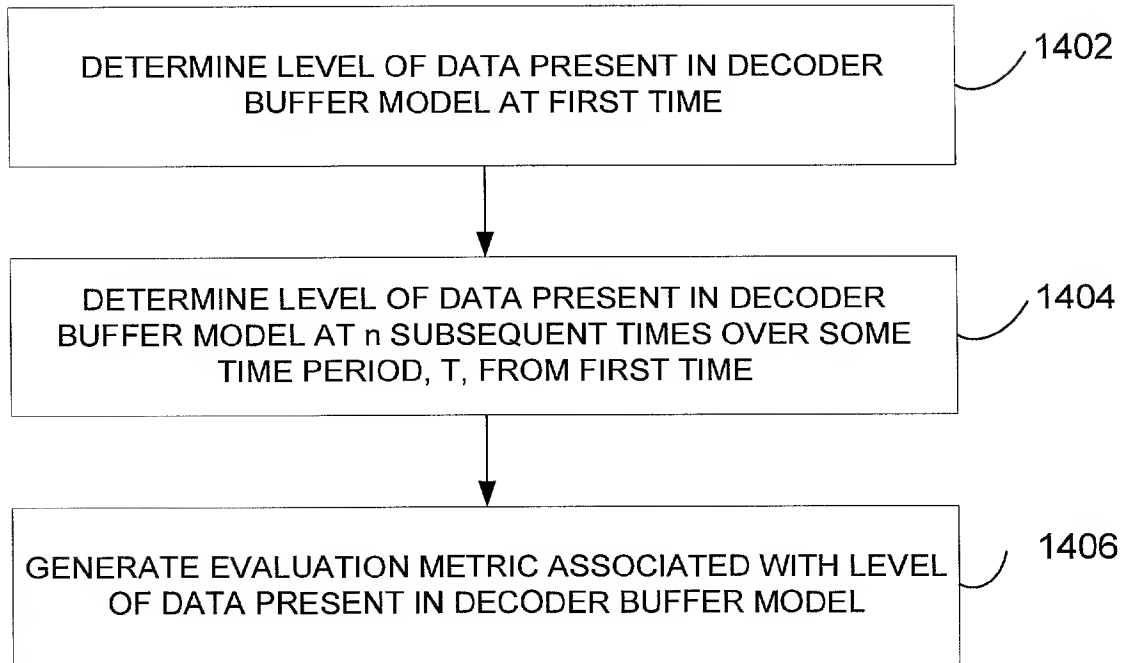 DETERMINE LEVEL OF DATA PRESENT IN DECODER
BUFFER MODEL AT FIRST TIME
1402
DETERMINE LEVEL OF DATA PRESENT IN DECODER
BUFFER MODEL AT n SUBSEQUENT TIMES OVER SOME
TIME PERIOD, T, FROM FIRST TIME
1404
GENERATE EVALUATION METRIC ASSOCIATED WITH LEVEL
OF DATA PRESENT IN DECODER BUFFER MODEL
1406